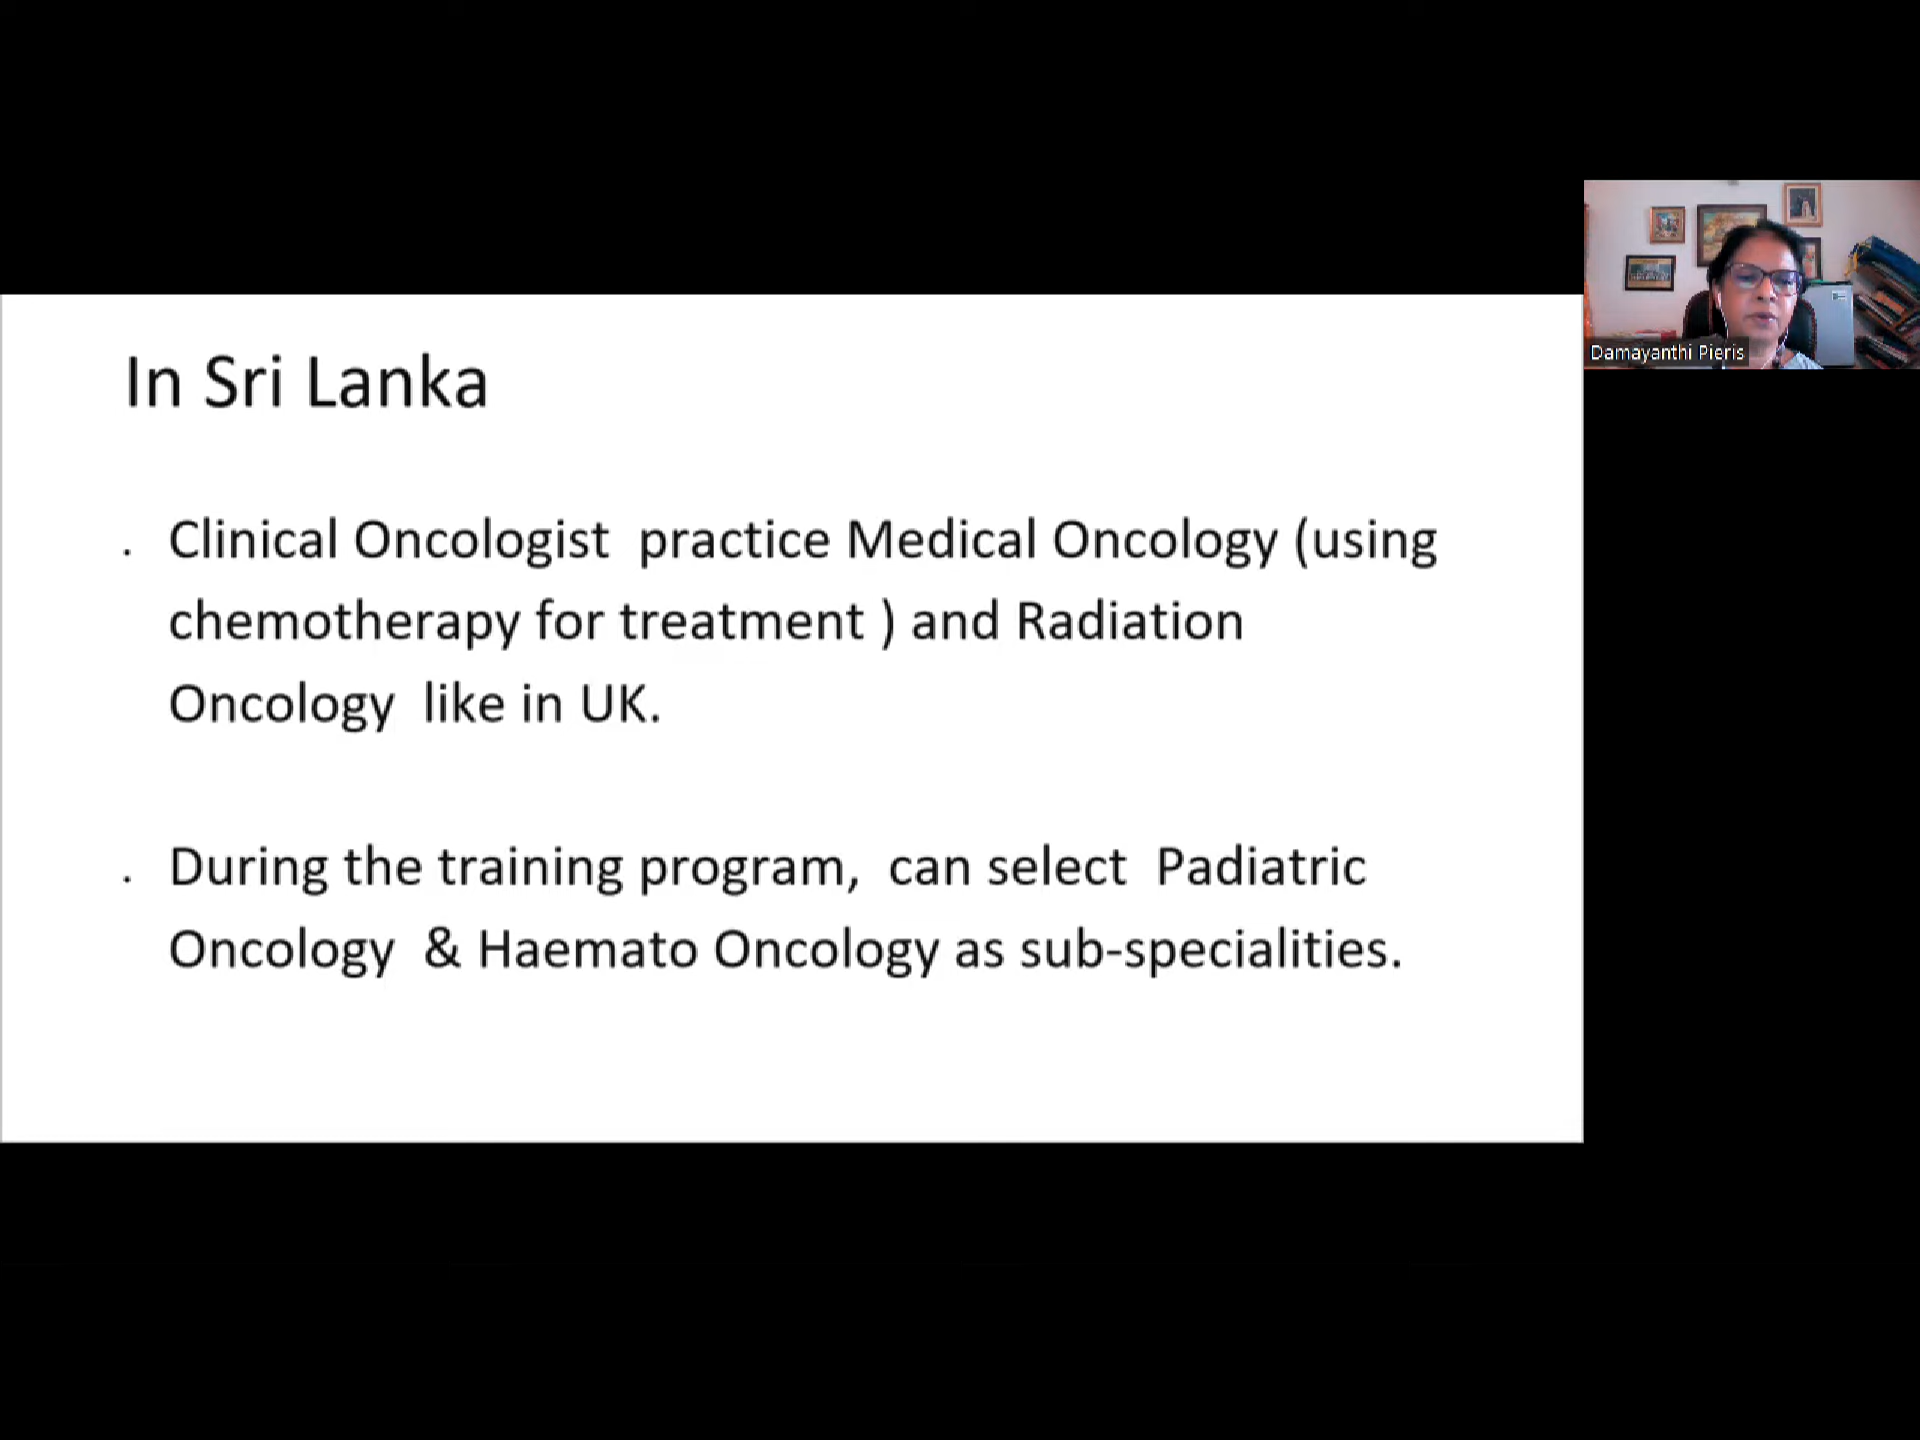 In Sri Lanka
. Clinical Oncologist practice Medical Oncology (using
chemotherapy for treatment ) and Radiation
Oncology like in UK.
. During the training program, can select Padiatric
Oncology & Haemato Oncology as sub-specialities.
Damayanthi Pieris